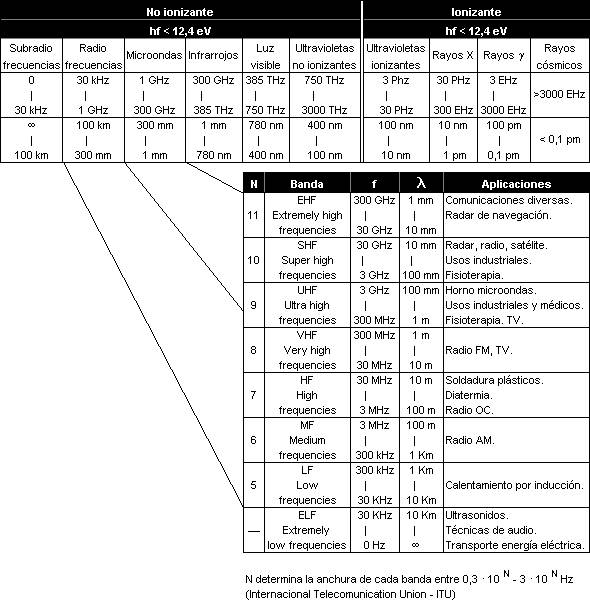 No ionizante Ionizante
hf < 12,4 eV hf < 12,4 eV
Subradio Radio Microondas Infrarrojos Luz Ultravioletas Ultravioletas Rayos X Rayos γ Rayos
frecuencias frecuencias visible no ionizantes ionizantes cósmicos
0 30 kHz 1 GHz 300 GHz 385 THz 750 THz 3 Phz 30 PHz 3 EHz
| | | | | | | | | >3000 EHz
30 kHz 1 GHz 300 GHz 385 THz 750 THz 3000 THz 30 PHz 300 EHz 3000 EHz
∞ 100 km 300 mm 1 mm 780 nm 400 nm 100 nm 10 nm 100 pm
| | | | | | | | | < 0,1 pm
100 km 300 mm 1 mm 780 nm 400 nm 100 nm 10 nm 1 pm 0,1 pm
N Banda f λ Aplicaciones
EHF 300 GHz 1 mm Comunicaciones diversas.
11 Extremely high | | Radar de navegación.
frequencies 30 GHz 10 mm
SHF 30 GHz 10 mm Radar, radio, satélite.
10 Super high | | Usos industriales.
frequencies 3 GHz 100 mm Fisioterapia.
UHF 3 GHz 100 mm Horno microondas.
9 Ultra high | | Usos industriales y médicos.
frequencies 300 MHz 1 m Fisioterapia. TV.
VHF 300 MHz 1 m
8 Very high | | Radio FM, TV.
frequencies 30 MHz 10 m
HF 30 MHz 10 m Soldadura plásticos.
7 High | | Diatermia.
frequencies 3 MHz 100 m Radio OC.
MF 3 MHz 100 m
6 Medium | | Radio AM.
frequencies 300 kHz 1 Km
LF 300 kHz 1 Km
5 Low | | Calentamiento por inducción.
frequencies 30 KHz 10 Km
ELF 30 KHz 10 Km Ultrasonidos.
— Extremely | | Técnicas de audio.
low frequencies 0 Hz ∞ Transporte energía eléctrica.
N determina la anchura de cada banda entre 0,3 · 10 N - 3 · 10 N Hz
(Internacional Telecomunication Union - ITU)